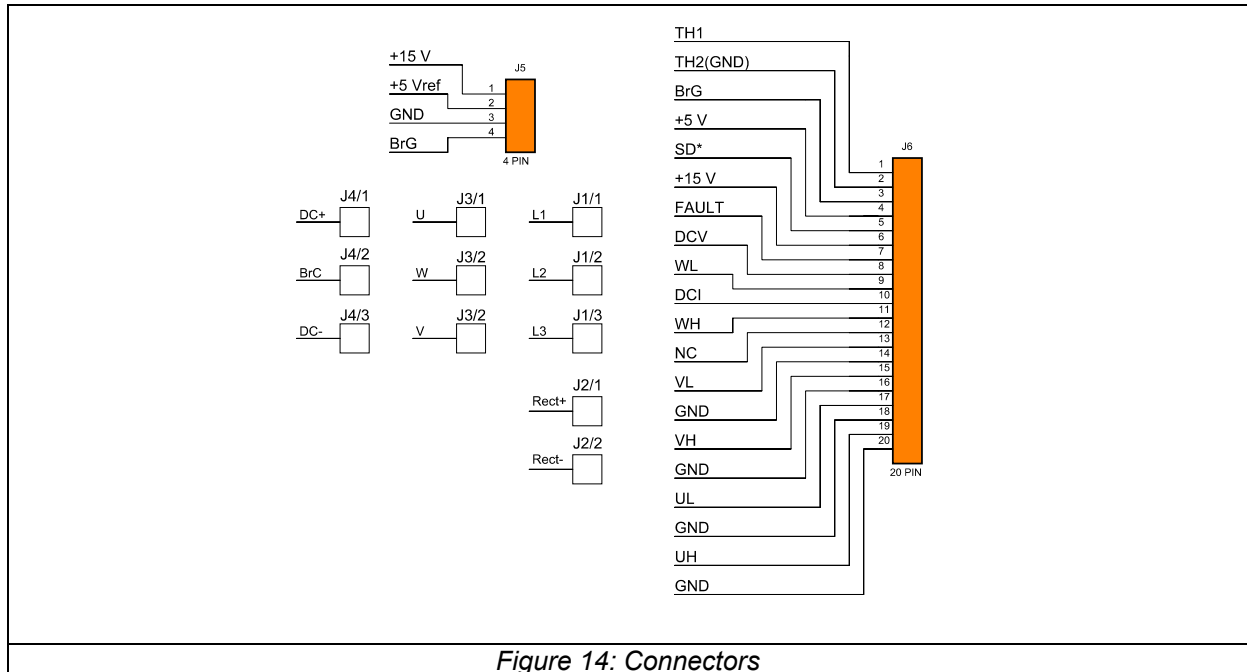 +15 V
+5 Vref
GND
BrG
J5
1
2
3
4
4 PIN
J4/1
DC+
J3/1
U
J1/1
L1
J4/2
BrC
J3/2
W
J1/2
L2
J4/3
DC-
J3/2
V
J1/3
L3
J2/1
Rect+
J2/2
Rect-
TH1
TH2(GND)
BrG
+5 V
SD*
+15 V
FAULT
DCV
WL
DCI
WH
NC
VL
GND
VH
GND
UL
GND
UH
GND
J6
1
2
3
4
5
6
7
8
9
10
11
12
13
14
15
16
17
18
19
20
20 PIN
Figure 14: Connectors